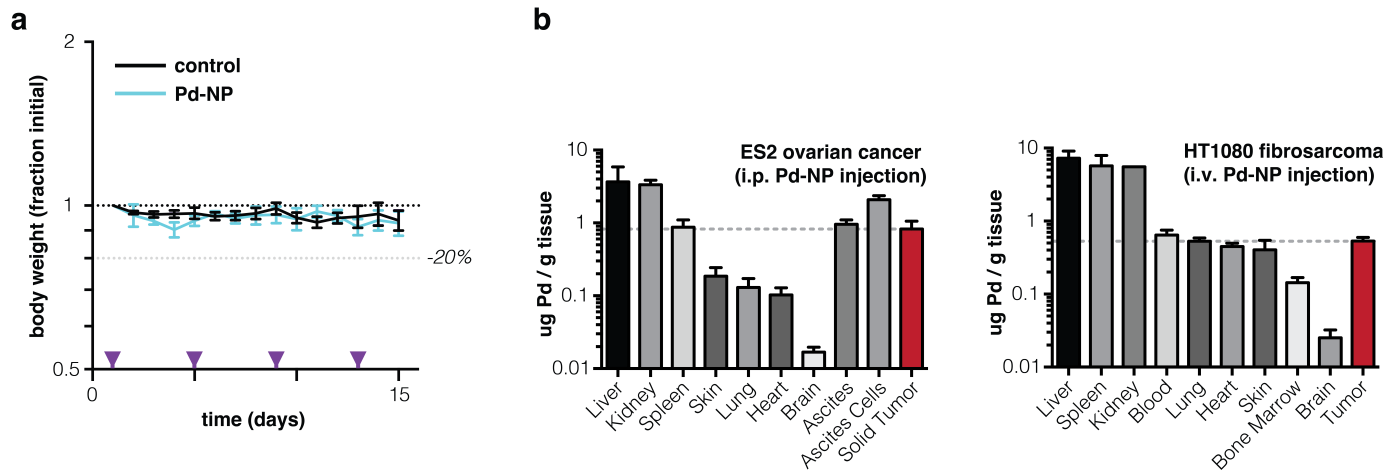 a
2
1
0.5
body weight (fraction initial)
control
Pd-NP
-20%
0
15
time (days)
b
ES2 ovarian cancer
(i.p. Pd-NP injection)
10
1
0.1
0.01
ug Pd / g tissue
Liver
Kidney
Spleen
Skin
Lung
Heart
Brain
Ascites
Ascites Cells
Solid Tumor
HT1080 fibrosarcoma
(i.v. Pd-NP injection)
10
1
0.1
0.01
ug Pd / g tissue
Liver
Spleen
Kidney
Blood
Lung
Heart
Skin
Bone Marrow
Brain
Tumor